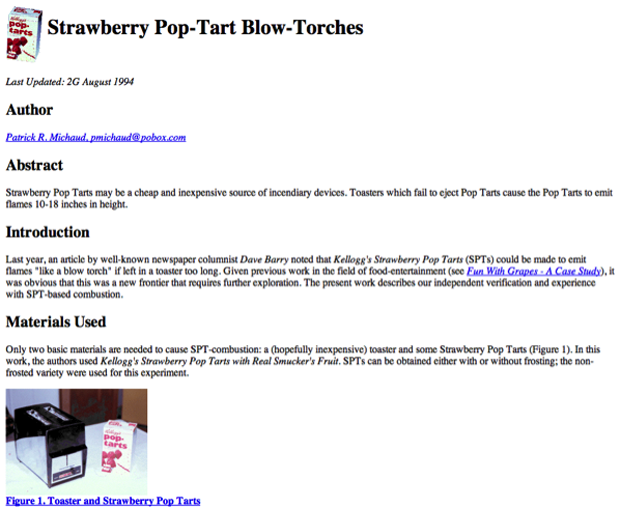 Kellogg's
pop-
tarts
Strawberry Pop-Tart Blow-Torches
Last Updated: 2G August 1994
Author
Patrick R. Michaud, pmichaud@pobox.com
Abstract
Strawberry Pop Tarts may be a cheap and inexpensive source of incendiary devices. Toasters which fail to eject Pop Tarts cause the Pop Tarts to emit
flames 10-18 inches in height.
Introduction
Last year, an article by well-known newspaper columnist Dave Barry noted that Kellogg's Strawberry Pop Tarts (SPTs) could be made to emit
flames "like a blow torch" if left in a toaster too long. Given previous work in the field of food-entertainment (see Fun With Grapes - A Case Study), it
was obvious that this was a new frontier that requires further exploration. The present work describes our independent verification and experience
with SPT-based combustion.
Materials Used
Only two basic materials are needed to cause SPT-combustion: a (hopefully inexpensive) toaster and some Strawberry Pop Tarts (Figure 1). In this
work, the authors used Kellogg's Strawberry Pop Tarts with Real Smucker's Fruit. SPTs can be obtained either with or without frosting; the non-
frosted variety were used for this experiment.
Kellogg's
pop-
tarts
Figure 1. Toaster and Strawberry Pop Tarts